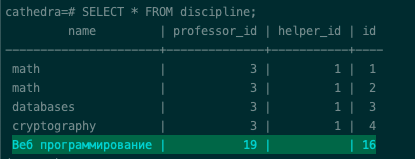 cathedra=# SELECT * FROM discipline;
name | professor_id | helper_id | id
--------------------+--------------+-----------+----
math | 3 | 1 | 1
math | 3 | 1 | 2
databases | 3 | 1 | 3
cryptography | 3 | 1 | 4
Веб программирование | 19 | | 16